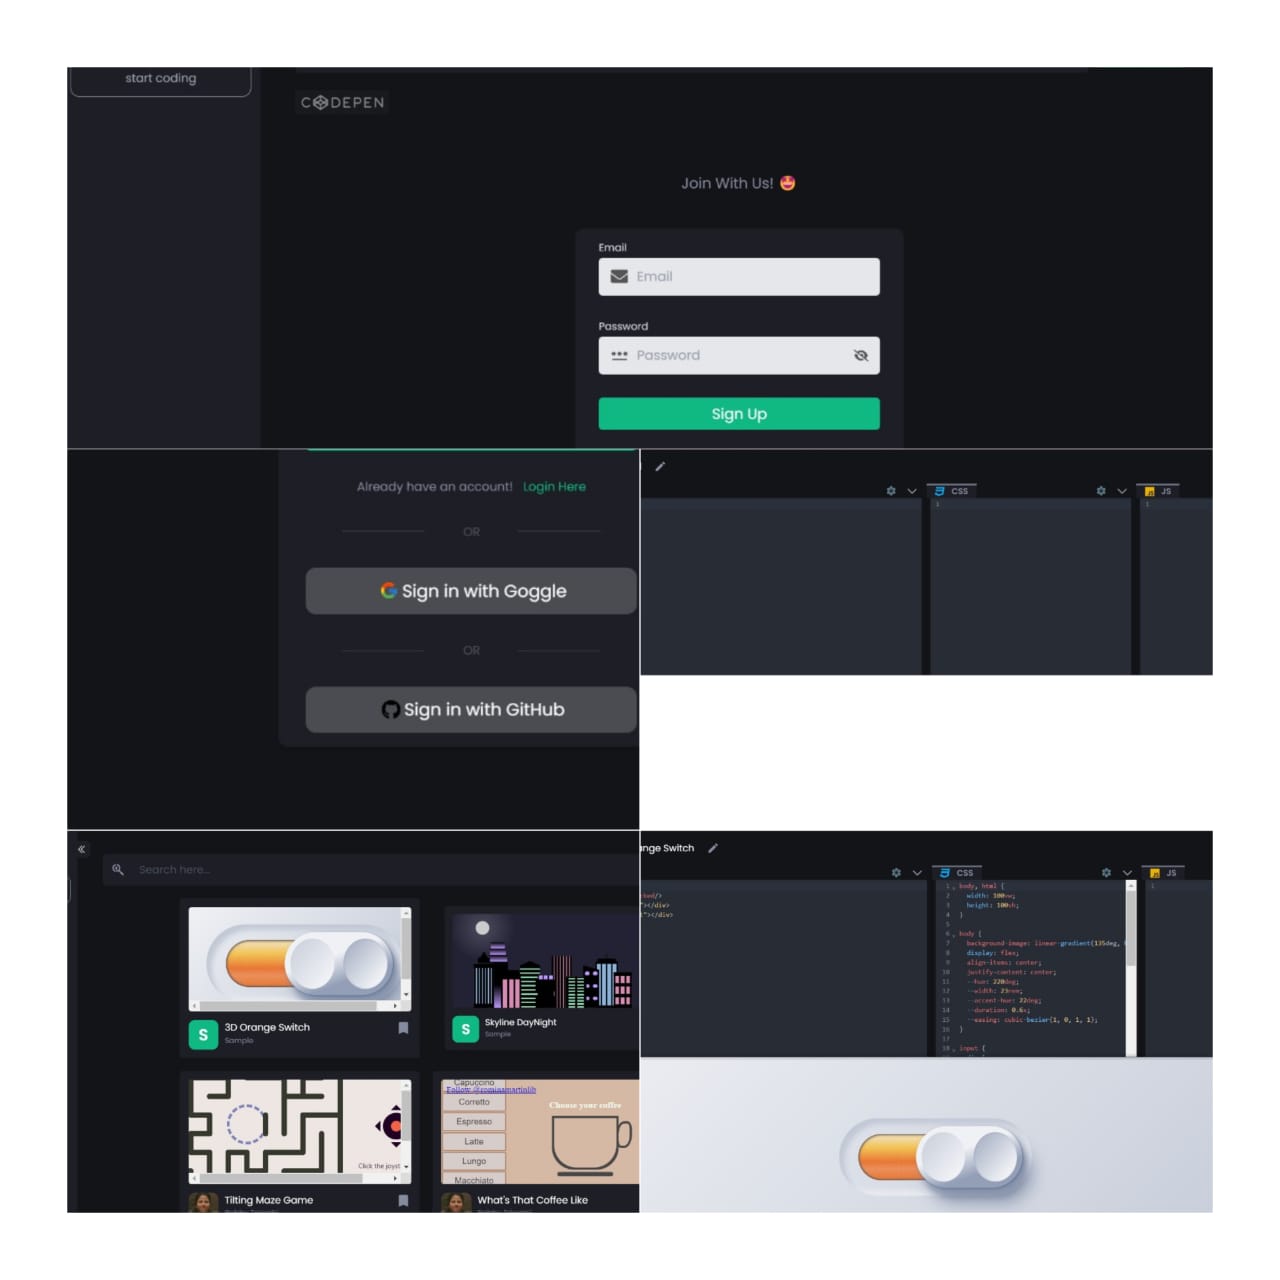 start coding
CODEPEN
Join With Us! 🤩
Email
Email
Password
Password
Sign Up
Already have an account! Login Here
OR
Sign in with Goggle
OR
Sign in with GitHub
CSS
JS
1
1
Search here...
3D Orange Switch
Sample
Skyline DayNight
Sample
Click the joyst
Tilting Maze Game
Capuccino
Follow @rominamartinlib
Corretto
Espresso
Latte
Lungo
Macchiato
Choose your coffee
What's That Coffee Like
nge Switch
CSS
JS
ked/>
"></div>
t"></div>
1 body, html {
2 width: 100vw;
3 height: 100vh;
4 }
5
6 body {
7 background-image: linear-gradient(135deg,
8 display: flex;
9 align-items: center;
10 justify-content: center;
11 --hue: 220deg;
12 --width: 23rem;
13 --accent-hue: 22deg;
14 --duration: 0.6s;
15 --easing: cubic-bezier(1, 0, 1, 1);
16 }
17
18 input {
1